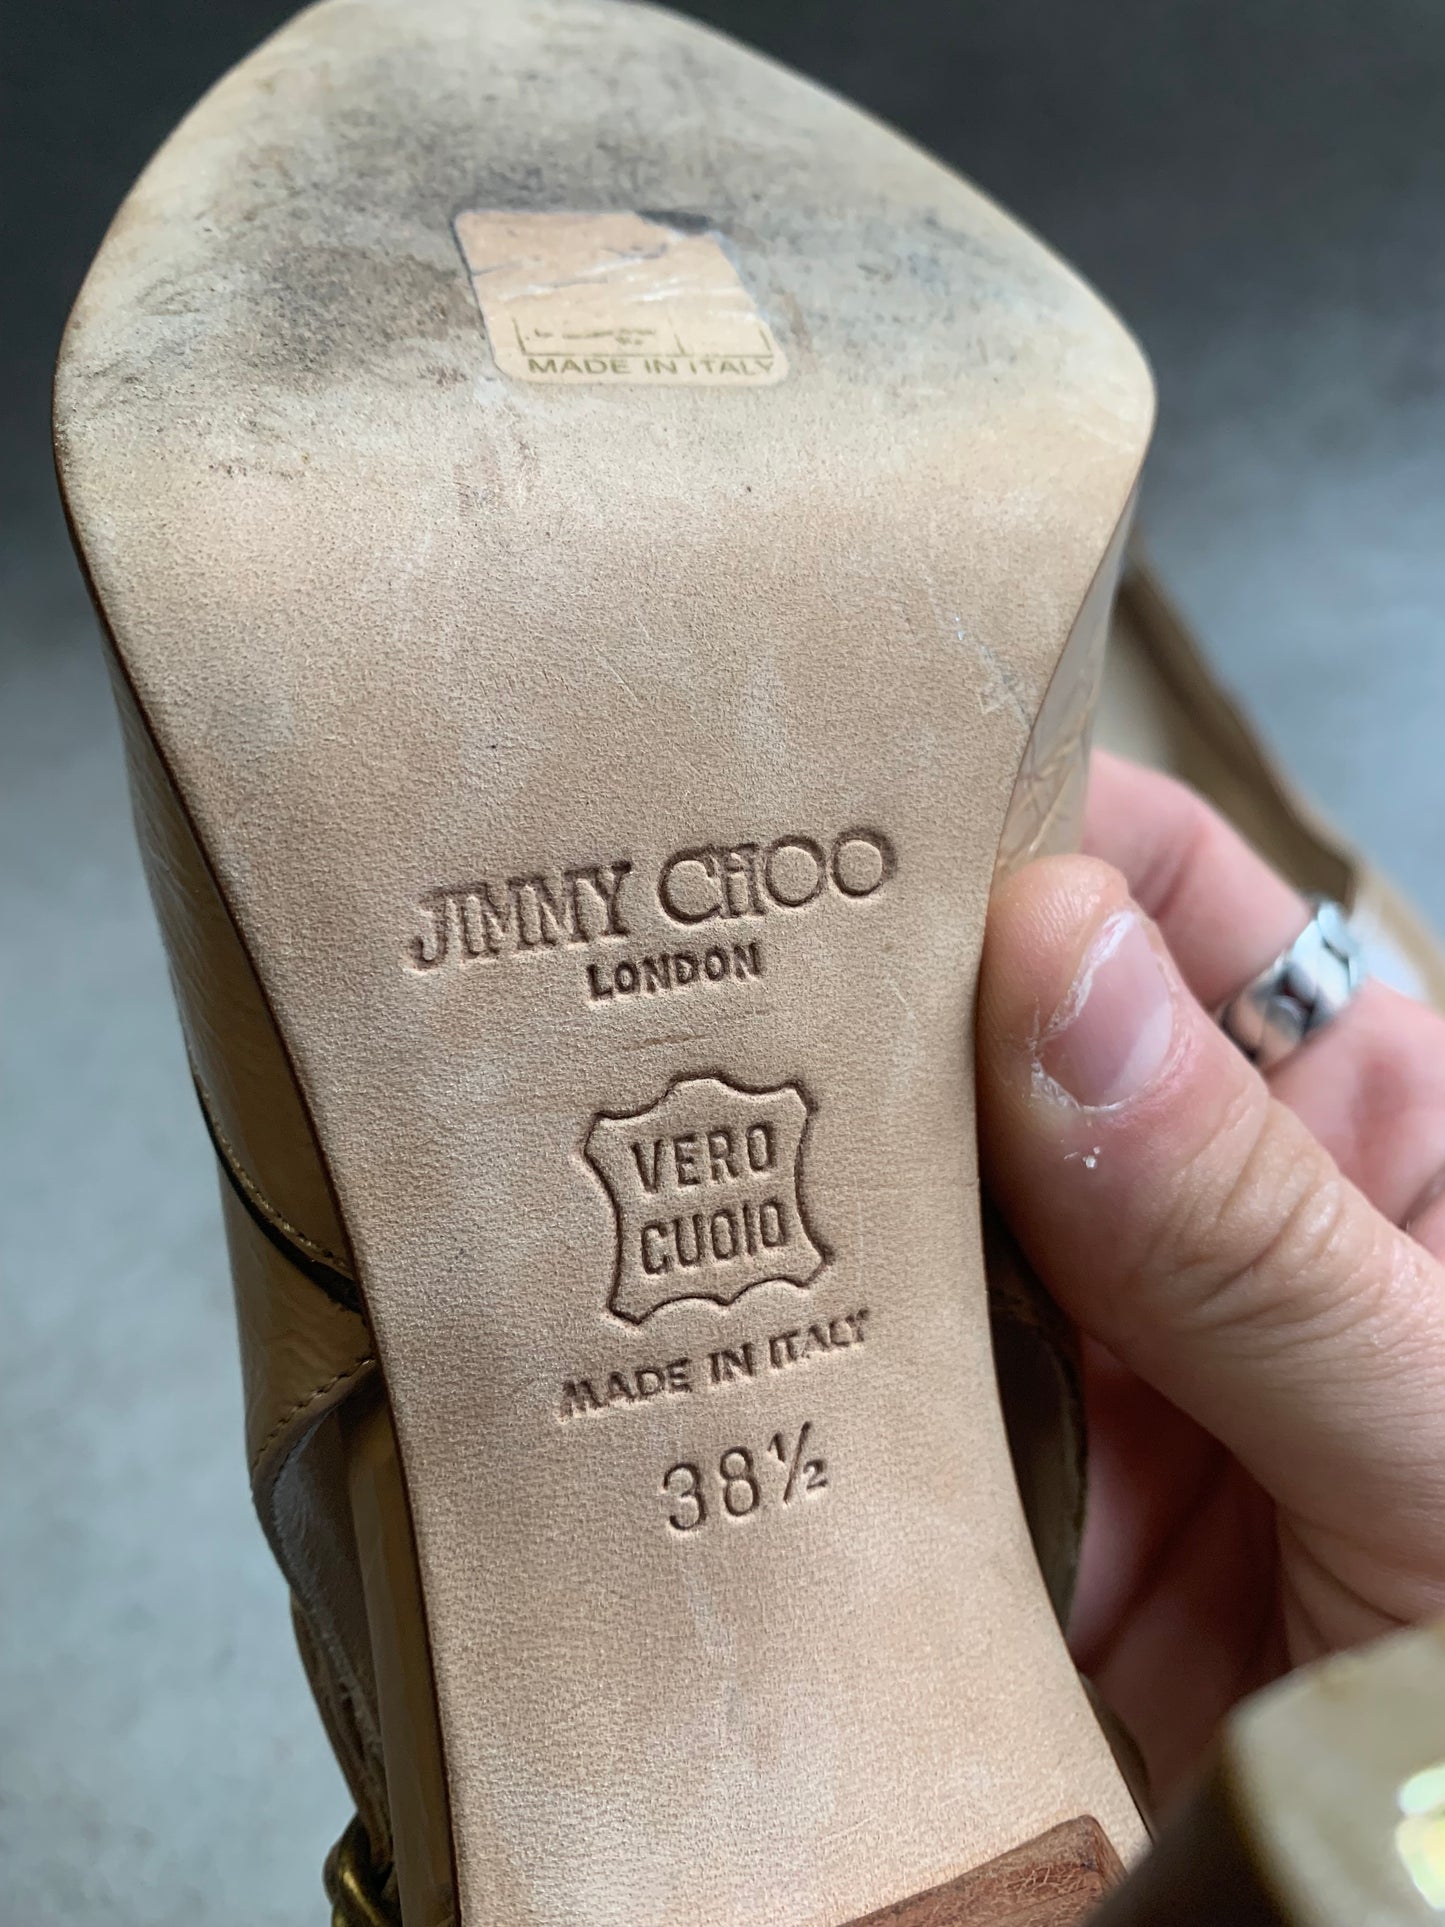 MADE IN ITALY
JIMMY CHOO
LONDON
VERO
CUOIO
MADE IN ITALY
38½